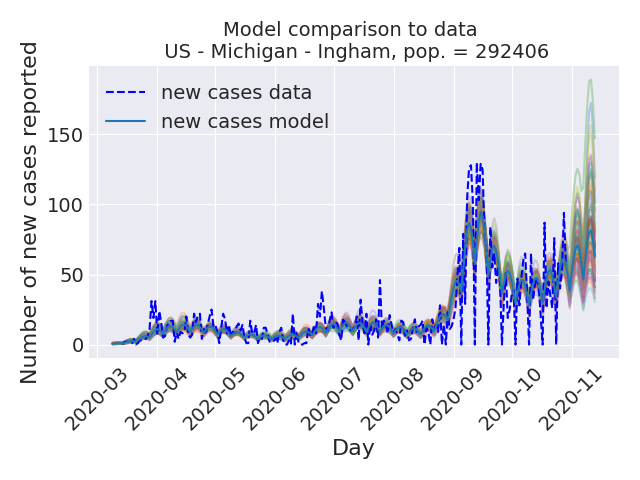 Model comparison to data
US - Michigan - Ingham, pop. = 292406
Number of new cases reported
new cases data
new cases model
150
100
50
0
2020-03
2020-04
2020-05
2020-06
2020-07
2020-08
2020-09
2020-10
2020-11
Day